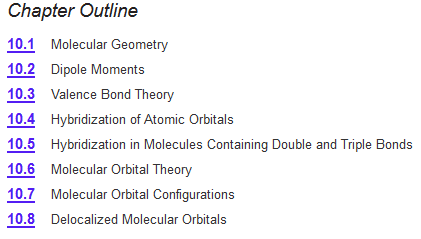 Chapter Outline
10.1 Molecular Geometry
10.2 Dipole Moments
10.3 Valence Bond Theory
10.4 Hybridization of Atomic Orbitals
10.5 Hybridization in Molecules Containing Double and Triple Bonds
10.6 Molecular Orbital Theory
10.7 Molecular Orbital Configurations
10.8 Delocalized Molecular Orbitals